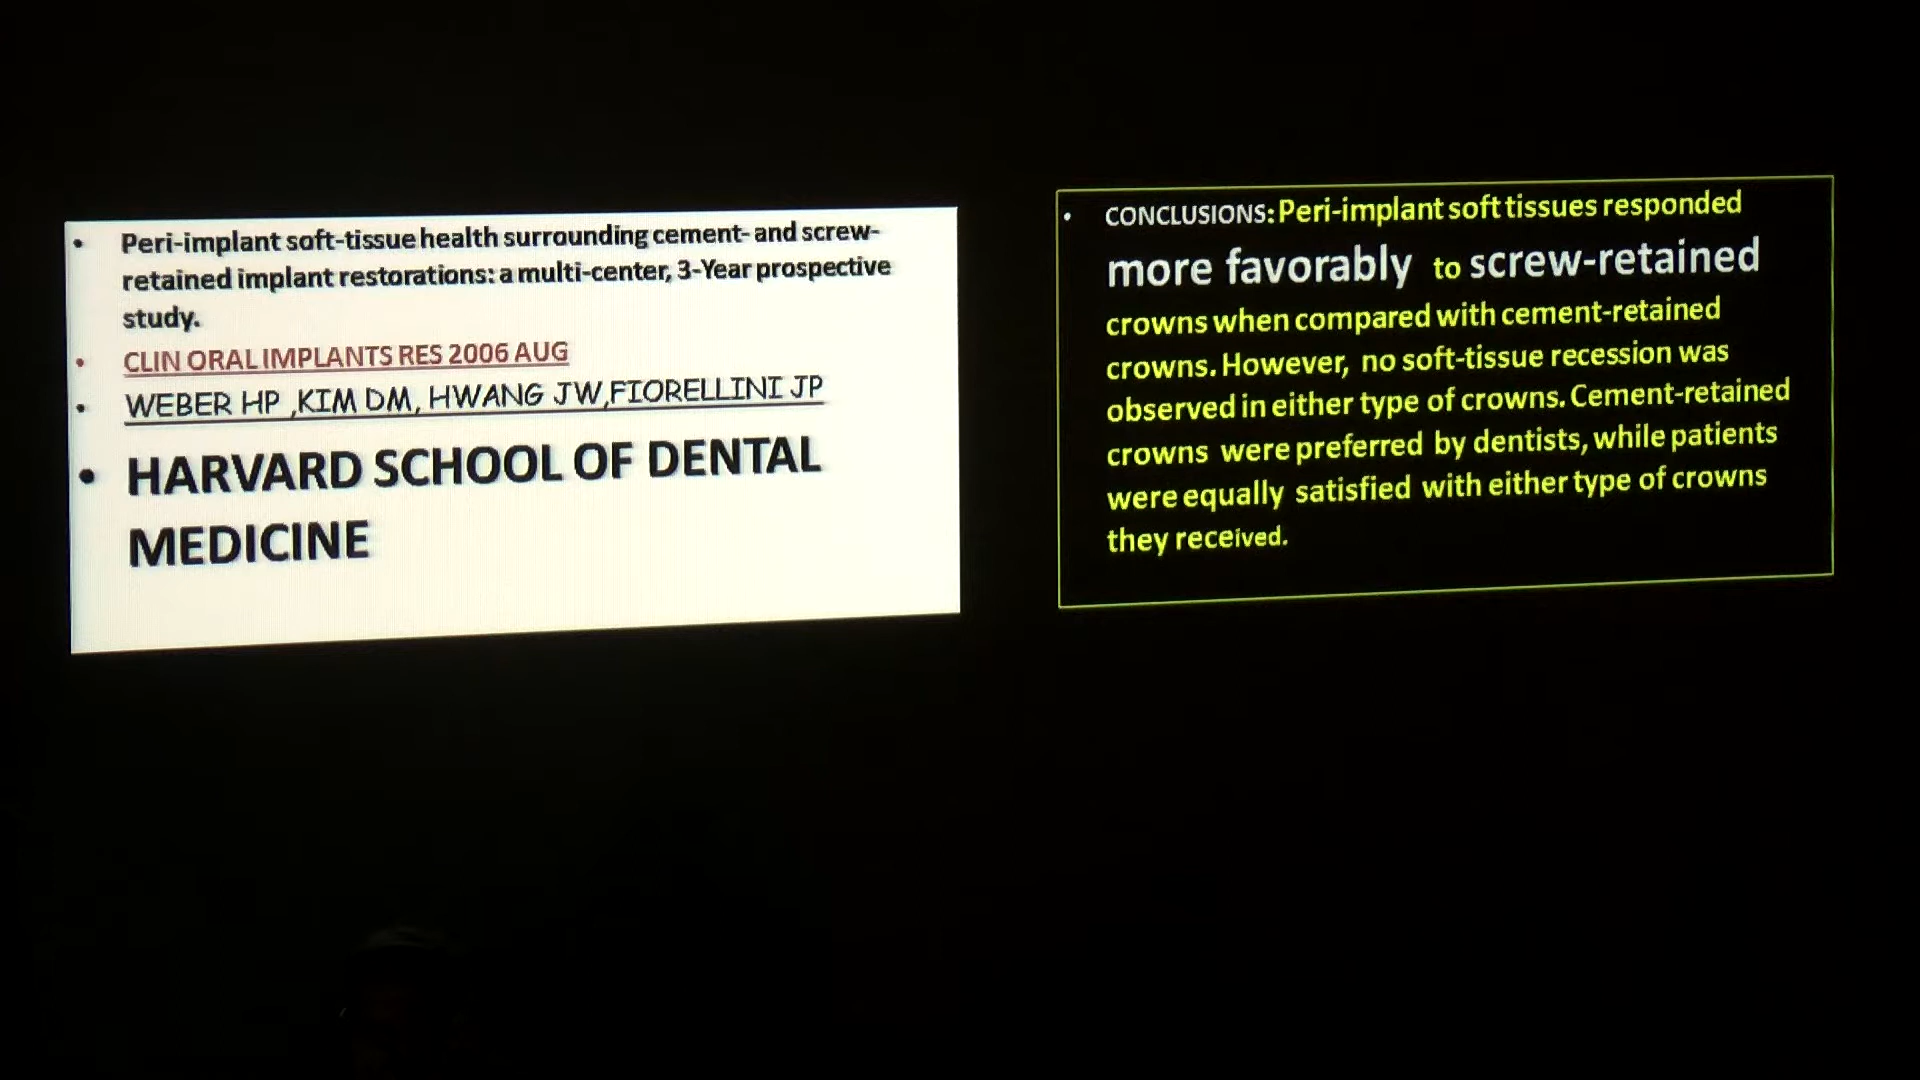 • Peri-implant soft-tissue health surrounding cement- and screw-
retained implant restorations: a multi-center, 3-Year prospective
study.
• CLIN ORAL IMPLANTS RES 2006 AUG
• WEBER HP ,KIM DM, HWANG JW,FIORELLINI JP
• HARVARD SCHOOL OF DENTAL
MEDICINE
• CONCLUSIONS: Peri-implant soft tissues responded
more favorably to screw-retained
crowns when compared with cement-retained
crowns. However, no soft-tissue recession was
observed in either type of crowns. Cement-retained
crowns were preferred by dentists, while patients
were equally satisfied with either type of crowns
they received.